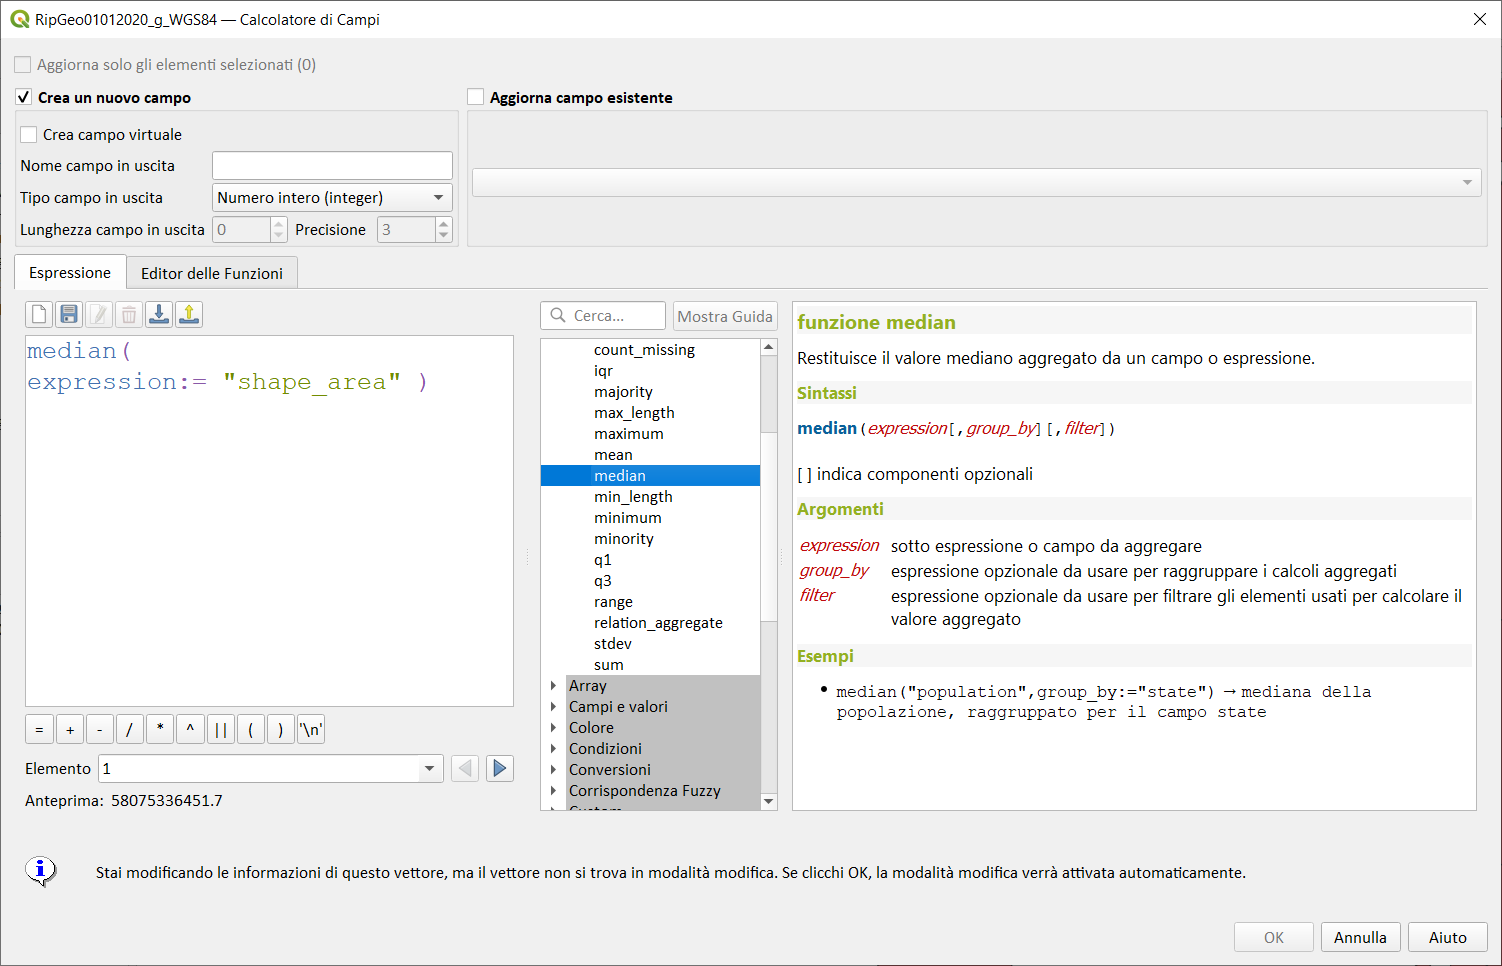 RipGeo01012020_g_WGS84 — Calcolatore di Campi
Aggiorna solo gli elementi selezionati (0)
Crea un nuovo campo
Aggiorna campo esistente
Crea campo virtuale
Nome campo in uscita
Tipo campo in uscita Numero intero (integer)
Lunghezza campo in uscita 0 Precisione 3
Espressione Editor delle Funzioni
median(
expression:= "shape_area" )
= + - / * ^ || ( ) '\n'
Elemento 1
Anteprima: 58075336451.7
Cerca... Mostra Guida
count_missing
iqr
majority
max_length
maximum
mean
median
min_length
minimum
minority
q1
q3
range
relation_aggregate
stdev
sum
Array
Campi e valori
Colore
Condizioni
Conversioni
Corrispondenza Fuzzy
Custom
funzione median
Restituisce il valore mediano aggregato da un campo o espressione.
Sintassi
median(expression[,group_by][,filter])
[ ] indica componenti opzionali
Argomenti
expression sotto espressione o campo da aggregare
group_by espressione opzionale da usare per raggruppare i calcoli aggregati
filter espressione opzionale da usare per filtrare gli elementi usati per calcolare il
valore aggregato
Esempi
• median("population",group_by:="state") → mediana della
popolazione, raggruppato per il campo state
Stai modificando le informazioni di questo vettore, ma il vettore non si trova in modalità modifica. Se clicchi OK, la modalità modifica verrà attivata automaticamente.
OK Annulla Aiuto